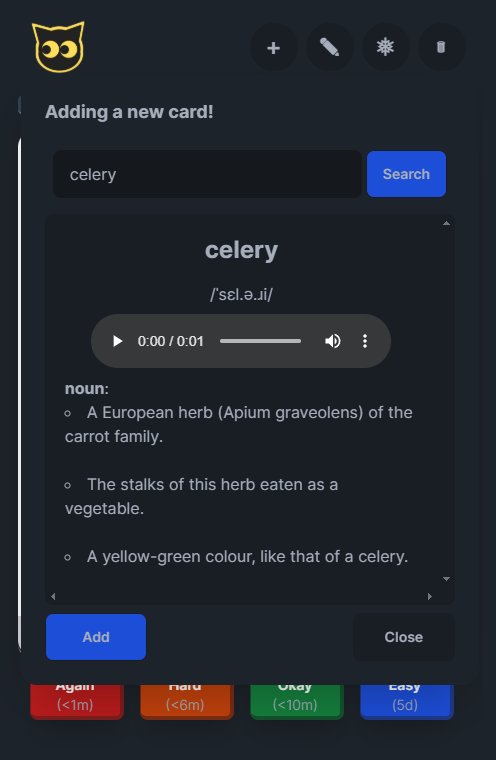 Adding a new card!
celery
Search
celery
/ˈsɛl.ə.ɹi/
0:00 / 0:01
noun:
A European herb (Apium graveolens) of the
carrot family.
The stalks of this herb eaten as a
vegetable.
A yellow-green colour, like that of a celery.
Add
Close
Again
Hard
Okay
Easy
(<1m)
(<6m)
(<10m)
(5d)